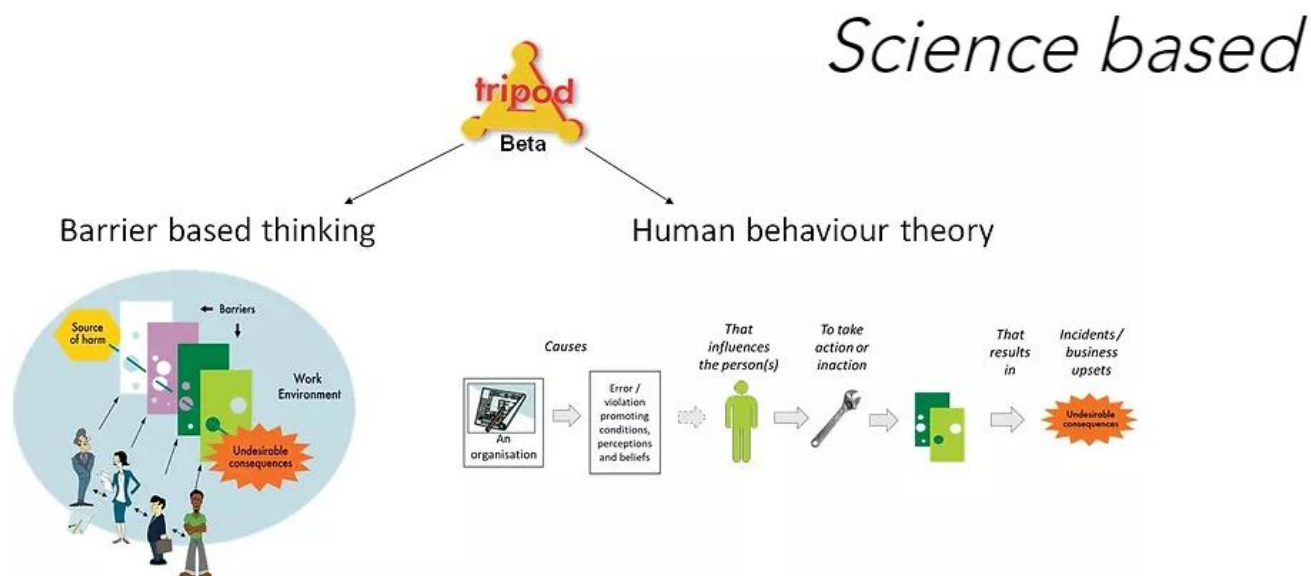 Science based
tripod
Beta
Barrier based thinking
Human behaviour theory
Source
of harm
Barriers
Work
Environment
Undesirable
consequences
Causes
An
organisation
Error /
violation
promoting
conditions,
perceptions
and beliefs
That
influences
the person(s)
To take
action or
inaction
That
results
in
Incidents /
business
upsets
Undesirable
consequences